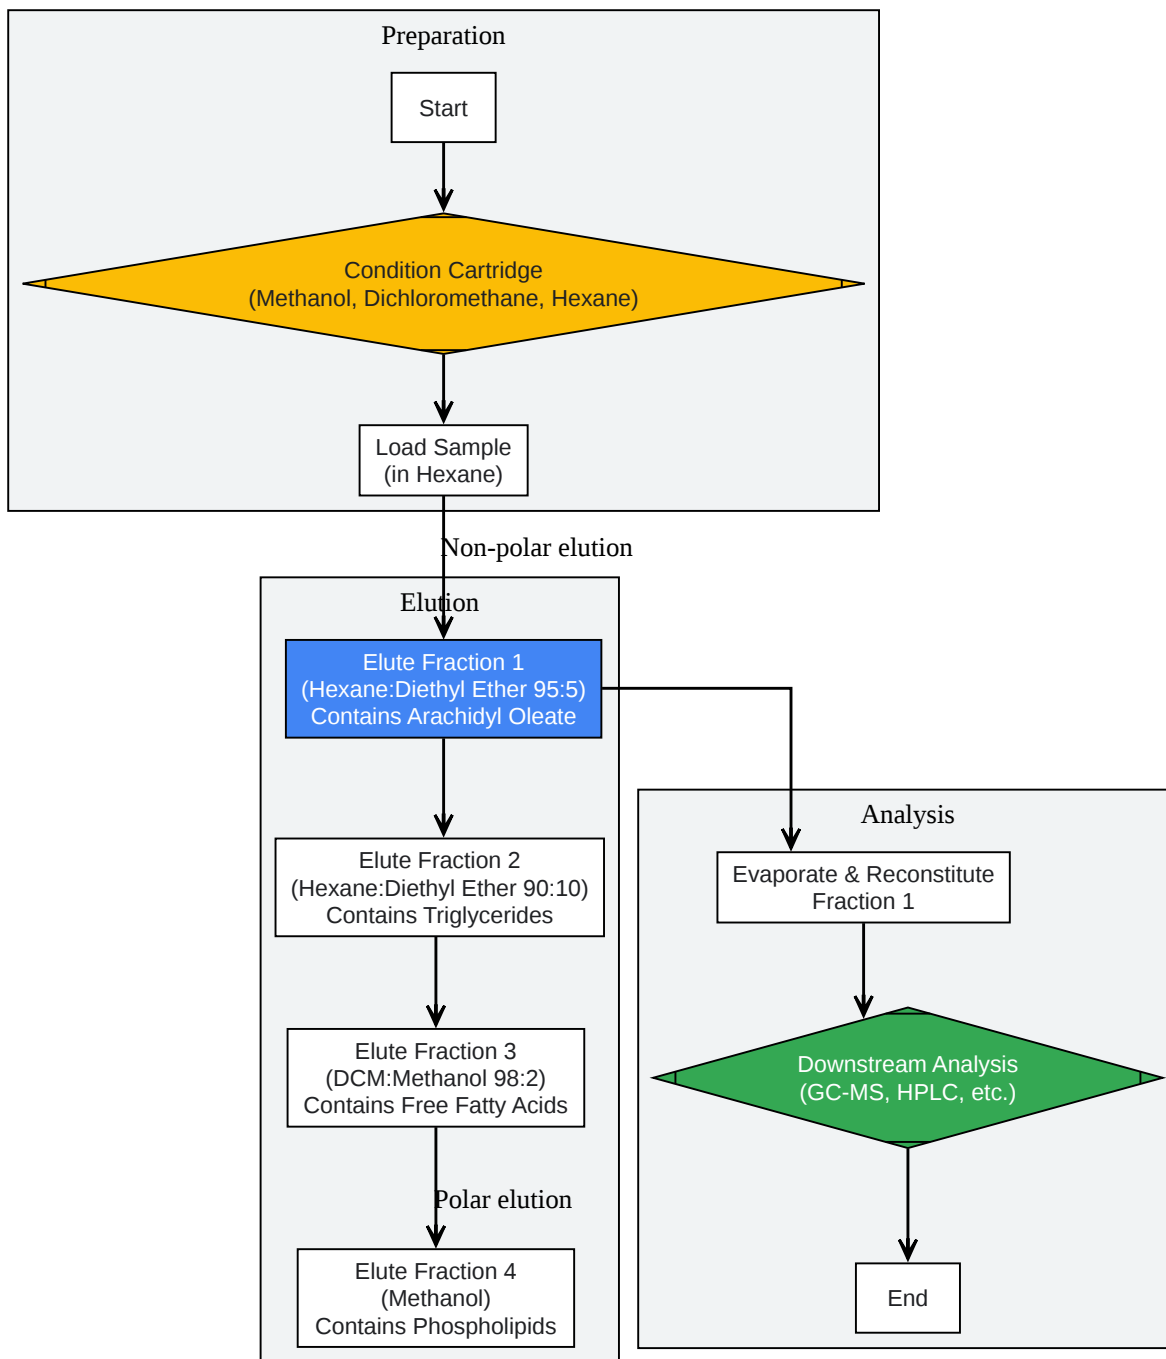 Preparation
Start
Condition Cartridge
(Methanol, Dichloromethane, Hexane)
Load Sample
(in Hexane)
Non-polar elution
Elution
Elute Fraction 1
(Hexane:Diethyl Ether 95:5)
Contains Arachidyl Oleate
Elute Fraction 2
(Hexane:Diethyl Ether 90:10)
Contains Triglycerides
Elute Fraction 3
(DCM:Methanol 98:2)
Contains Free Fatty Acids
Polar elution
Elute Fraction 4
(Methanol)
Contains Phospholipids
Analysis
Evaporate & Reconstitute
Fraction 1
Downstream Analysis
(GC-MS, HPLC, etc.)
End